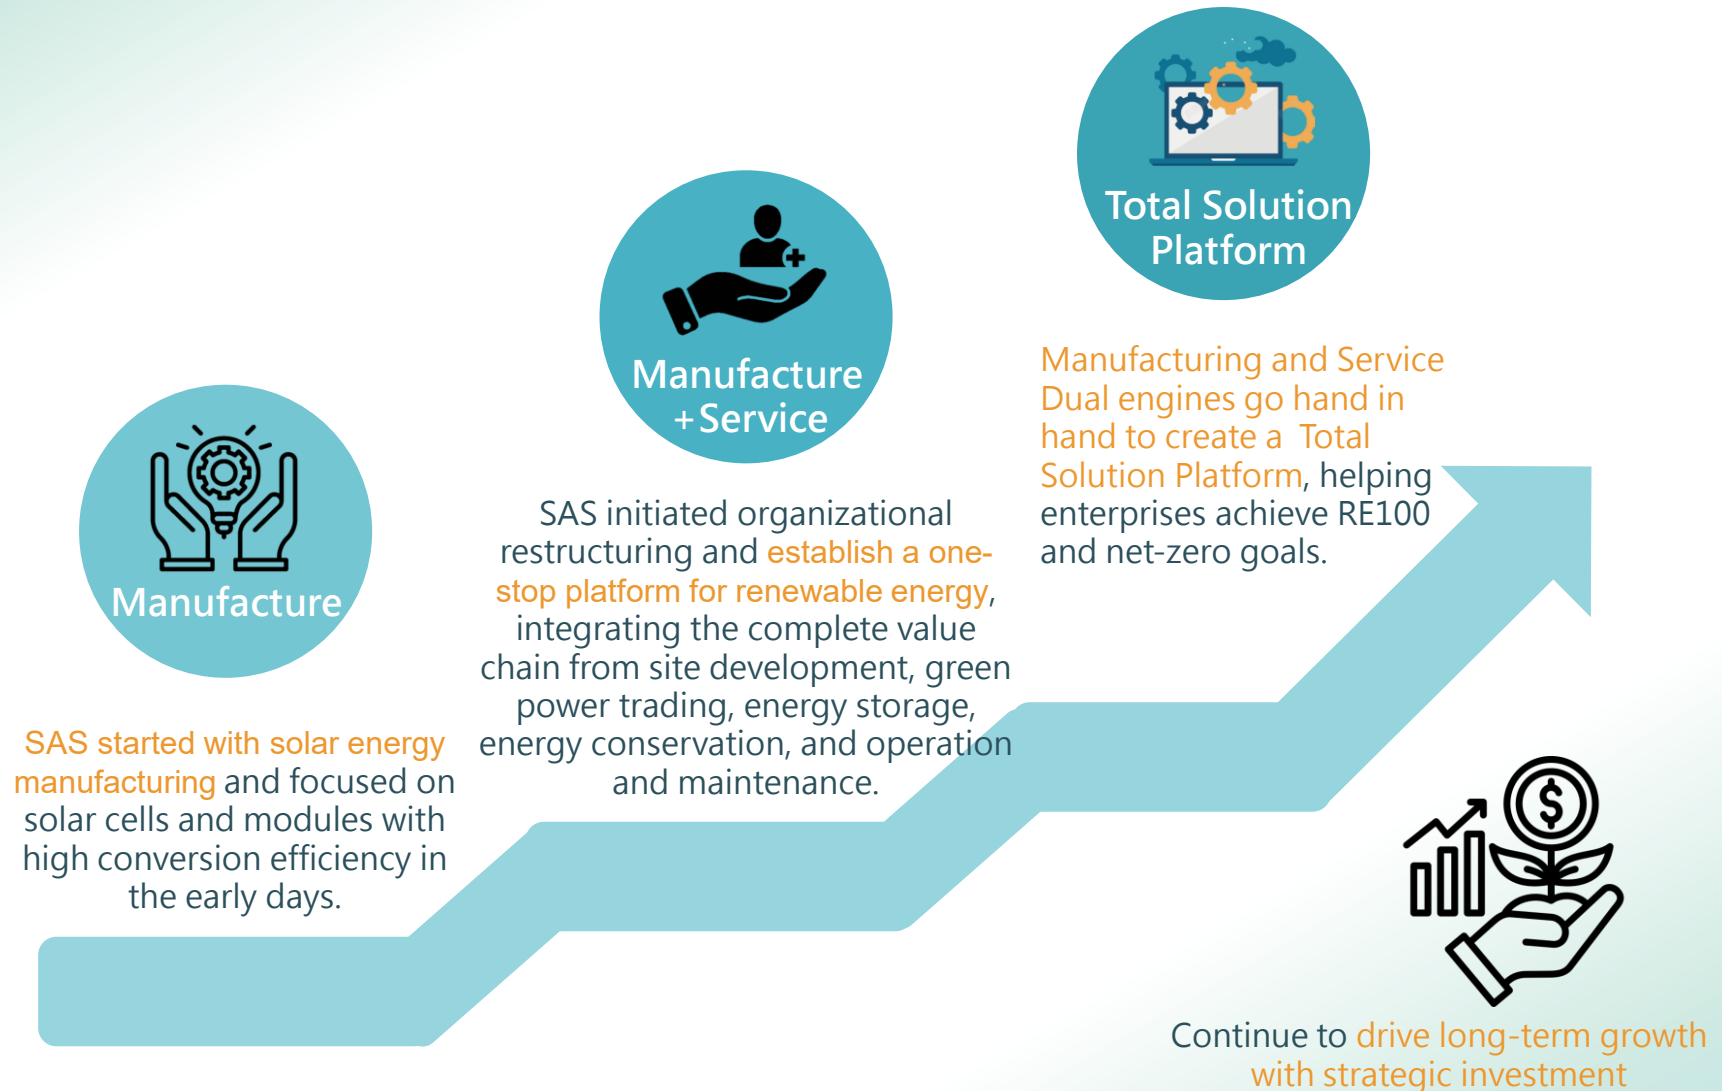 Manufacture
SAS started with solar energy
manufacturing and focused on
solar cells and modules with
high conversion efficiency in
the early days.
Manufacture
+Service
SAS initiated organizational
restructuring and establish a one-
stop platform for renewable energy,
integrating the complete value
chain from site development, green
power trading, energy storage,
energy conservation, and operation
and maintenance.
Total Solution
Platform
Manufacturing and Service
Dual engines go hand in
hand to create a  Total
Solution Platform, helping
enterprises achieve RE100
and net-zero goals.
$
Continue to drive long-term growth
with strategic investment